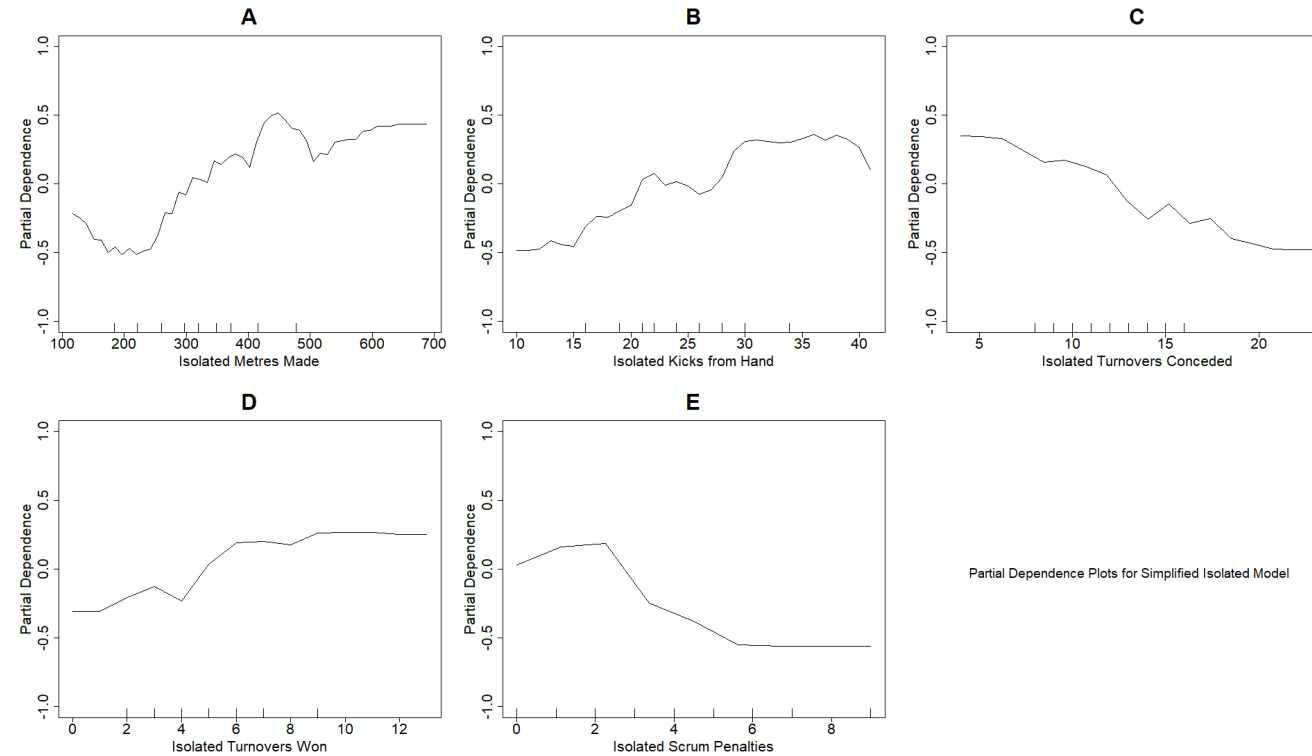 A
Partial Dependence
1.0
0.5
0.0
-0.5
-1.0
100 200 300 400 500 600 700
Isolated Metres Made
B
Partial Dependence
1.0
0.5
0.0
-0.5
-1.0
10 15 20 25 30 35 40
Isolated Kicks from Hand
C
Partial Dependence
1.0
0.5
0.0
-0.5
-1.0
5 10 15 20
Isolated Turnovers Conceded
D
Partial Dependence
1.0
0.5
0.0
-0.5
-1.0
0 2 4 6 8 10 12
Isolated Turnovers Won
E
Partial Dependence
1.0
0.5
0.0
-0.5
-1.0
0 2 4 6 8
Isolated Scrum Penalties
Partial Dependence Plots for Simplified Isolated Model